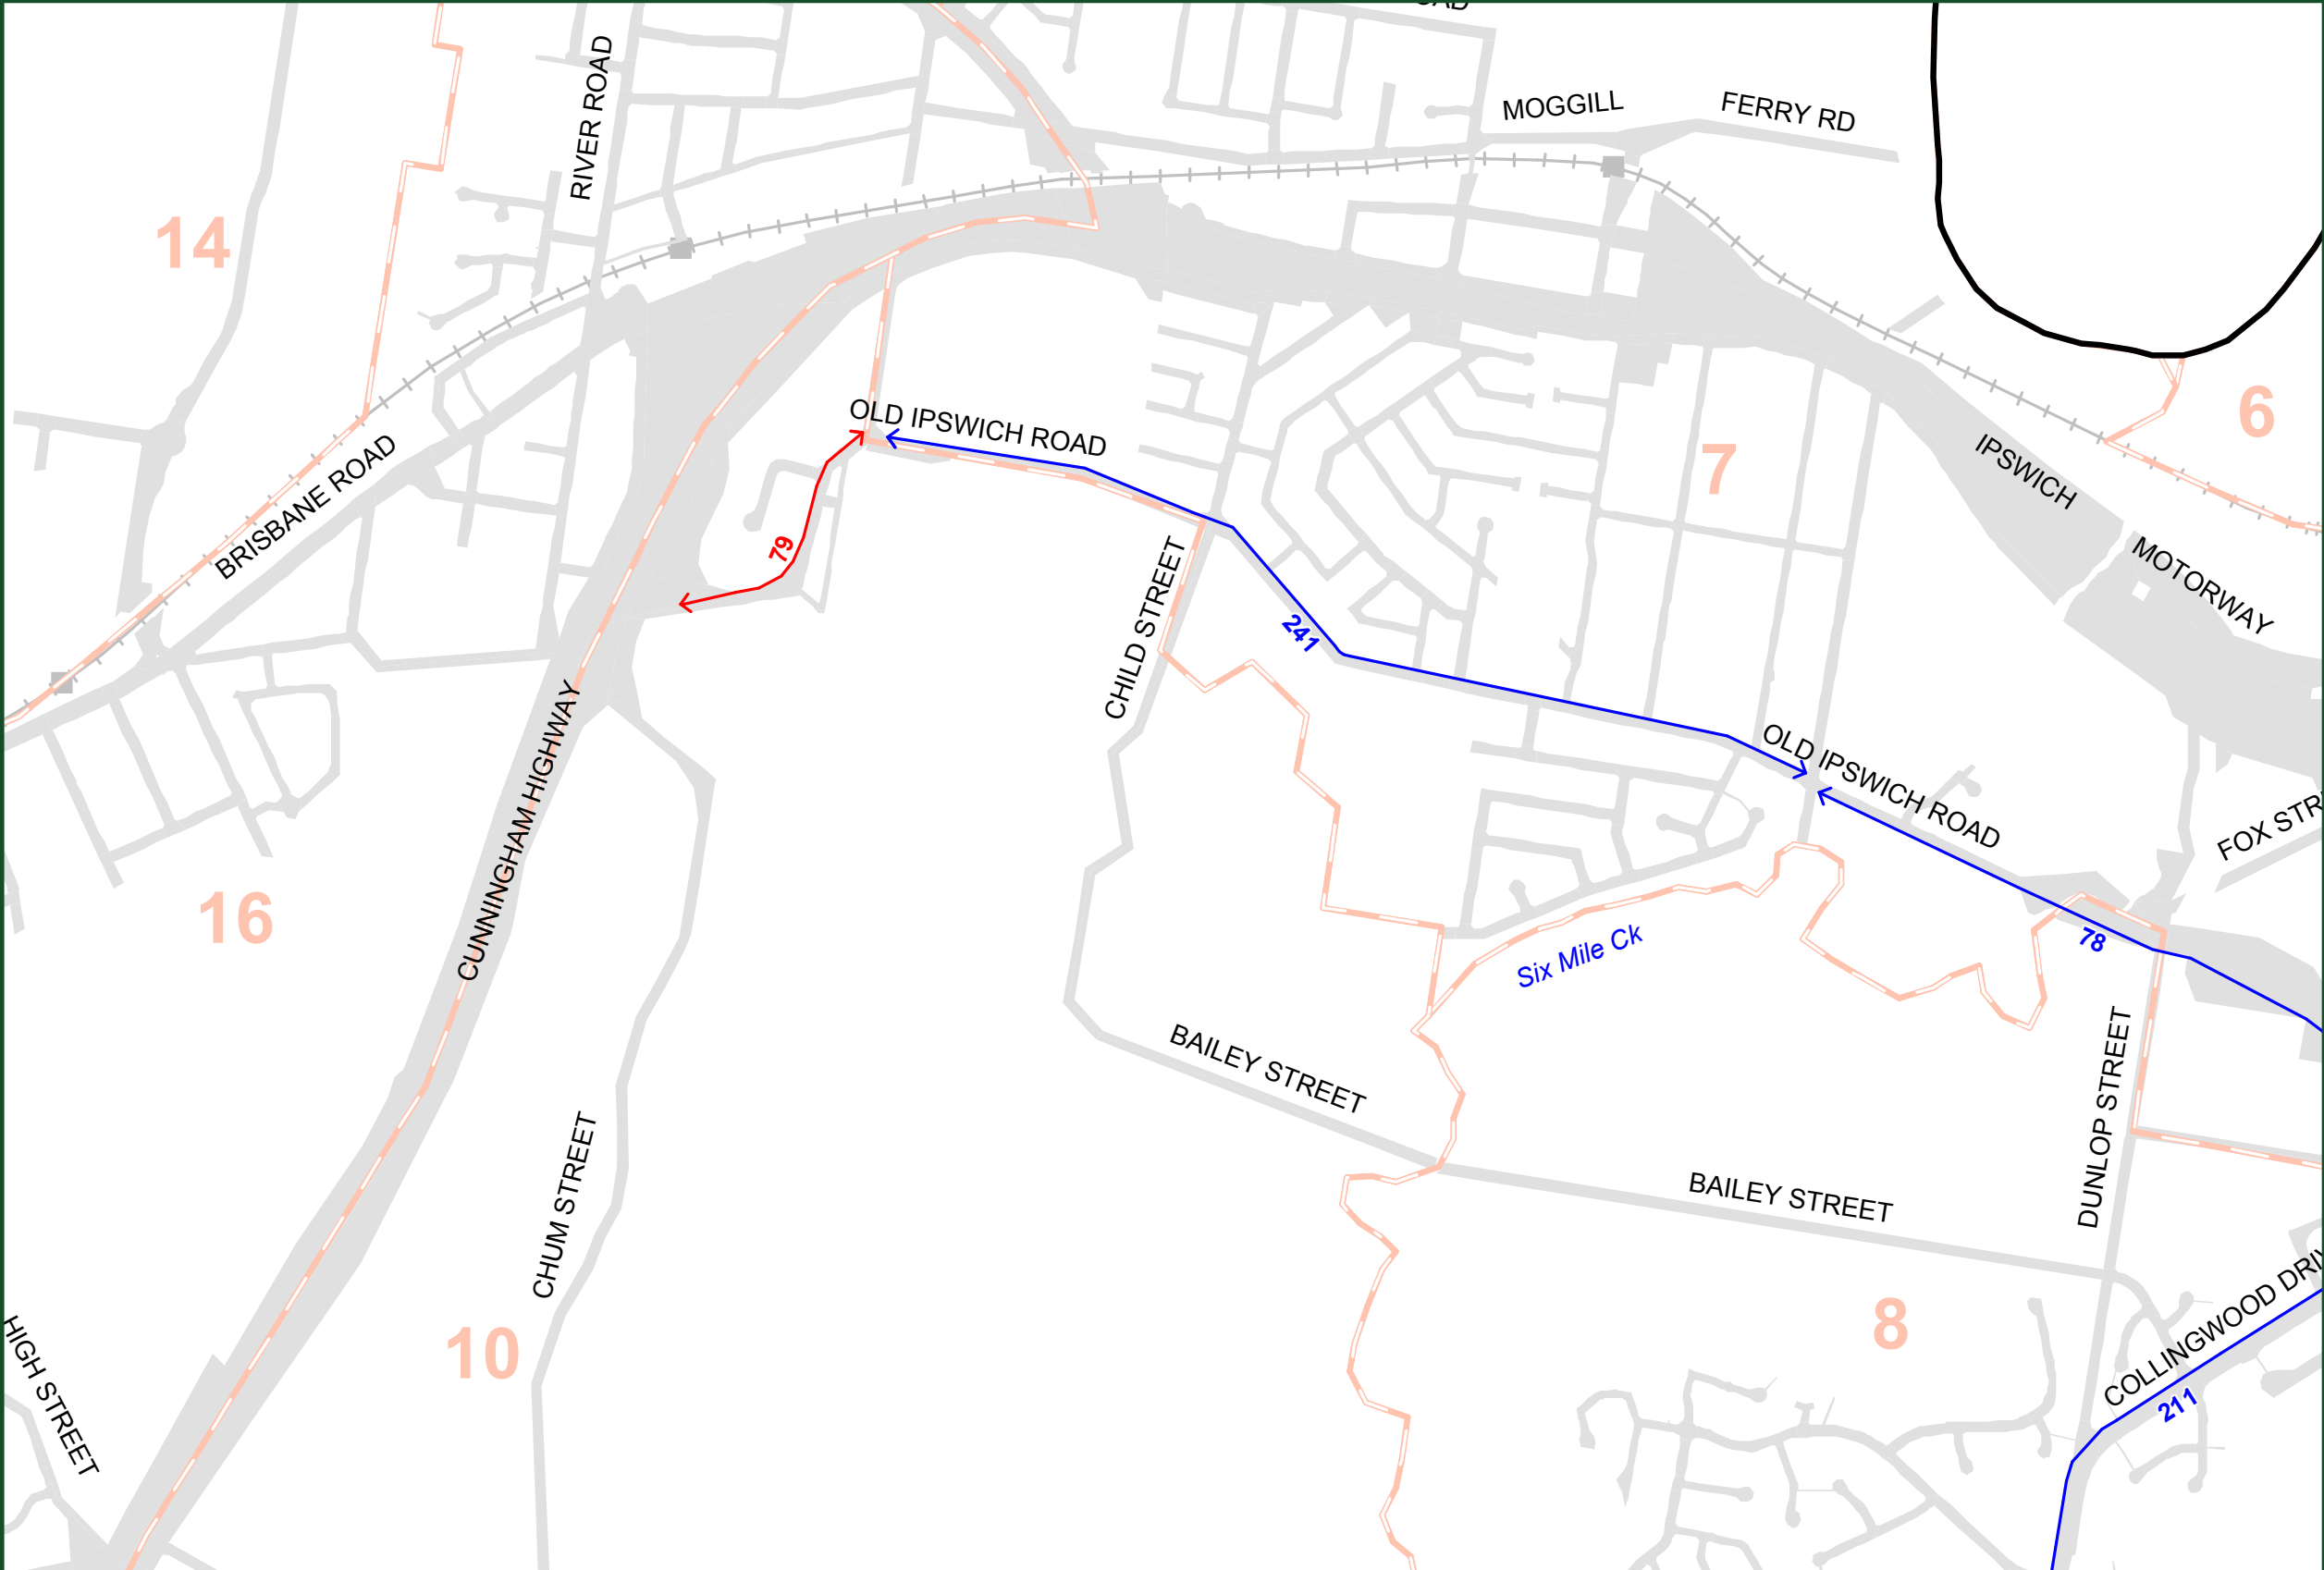 RIVER ROAD
MOGGILL
FERRY RD
14
6
OLD IPSWICH ROAD
7
IPSWICH
BRISBANE ROAD
79
MOTORWAY
CHILD STREET
241
OLD IPSWICH ROAD
FOX STR
CUNNINGHAM HIGHWAY
16
78
Six Mile Ck
BAILEY STREET
DUNLOP STREET
CHUM STREET
BAILEY STREET
10
8
COLLINGWOOD DRI
HIGH STREET
211